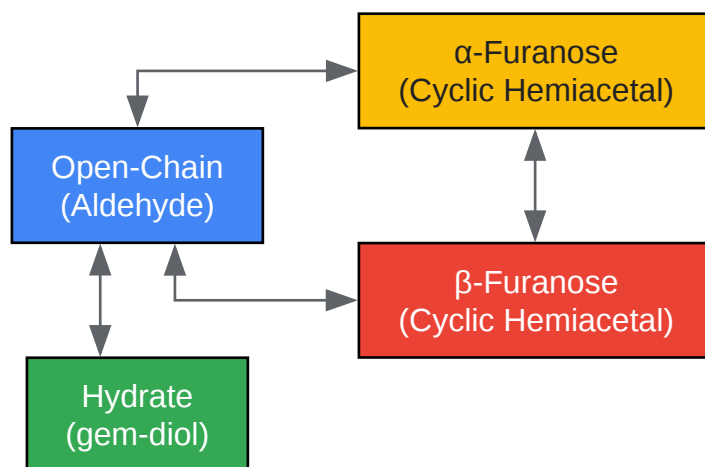 α-Furanose
(Cyclic Hemiacetal)
Open-Chain
(Aldehyde)
β-Furanose
(Cyclic Hemiacetal)
Hydrate
(gem-diol)